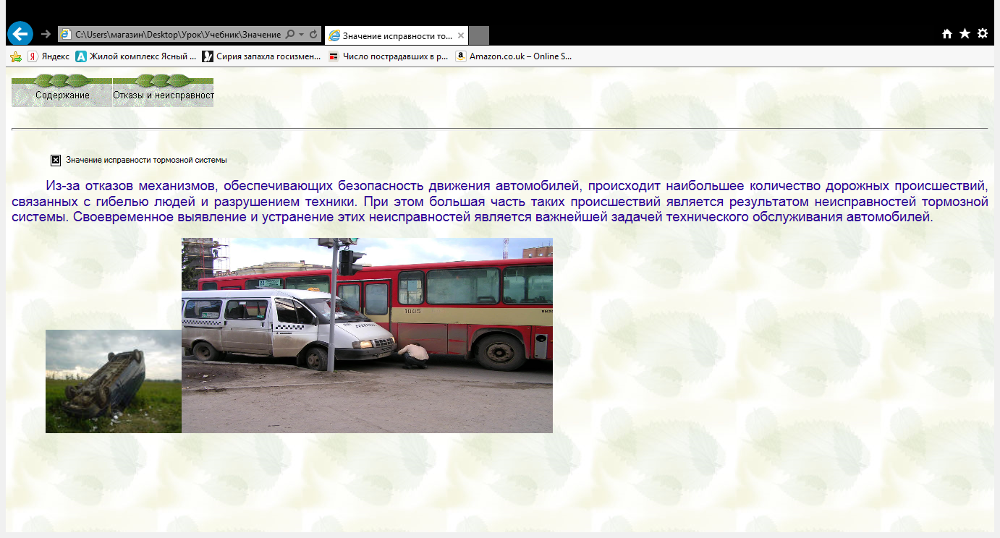 C:\Users\магазин\Desktop\Урок\Учебник\Значение
Значение исправности то...
Яндекс
Жилой комплекс Ясный ...
Сирия запахла госизмен...
Число пострадавших в р...
Amazon.co.uk – Online S...
Содержание
Отказы и неисправност
Значение исправности тормозной системы
Из-за отказов механизмов, обеспечивающих безопасность движения автомобилей, происходит наибольшее количество дорожных происшествий,
связанных с гибелью людей и разрушением техники. При этом большая часть таких происшествий является результатом неисправностей тормозной
системы. Своевременное выявление и устранение этих неисправностей является важнейшей задачей технического обслуживания автомобилей.
1005